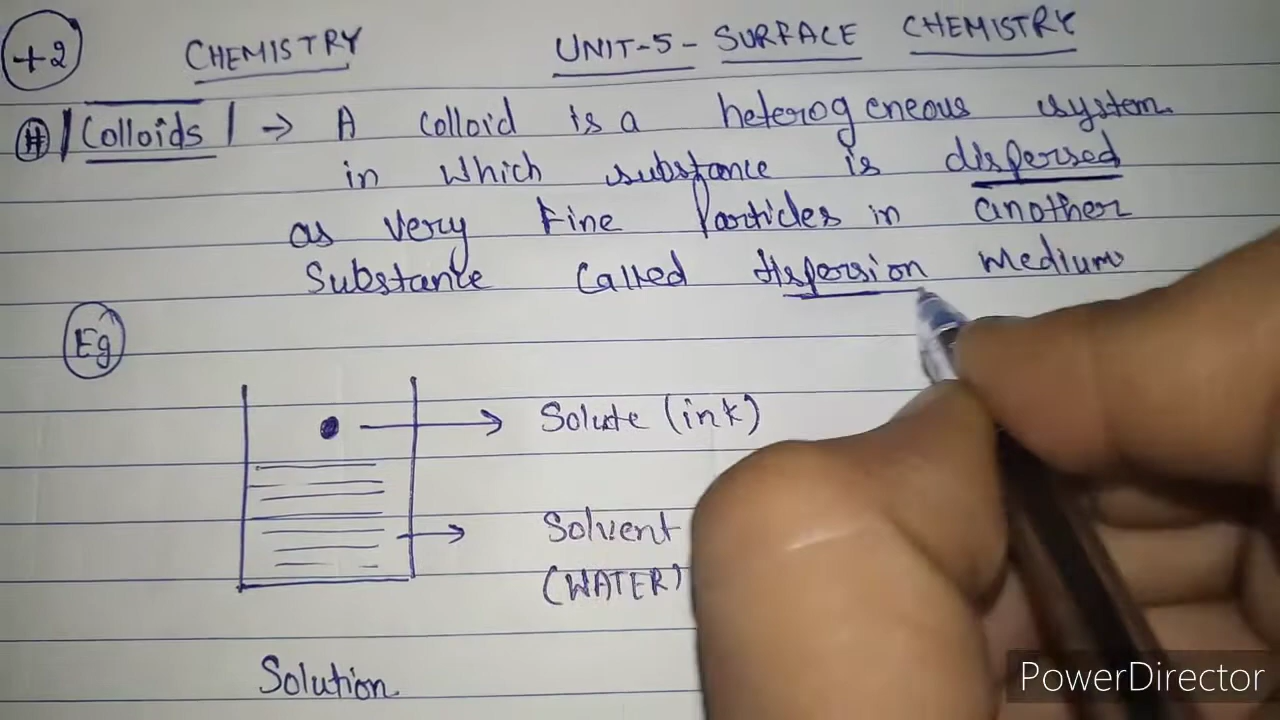 +2 CHEMISTRY UNIT-5- SURFACE CHEMISTRY
# |Colloids| → A colloid is a heterogeneous system
in which substance is dispersed
as very Fine Particles in another
Substance Called dispersion Medium
Eg
→ Solute (ink)
→ Solvent
(WATER)
Solution
PowerDirector